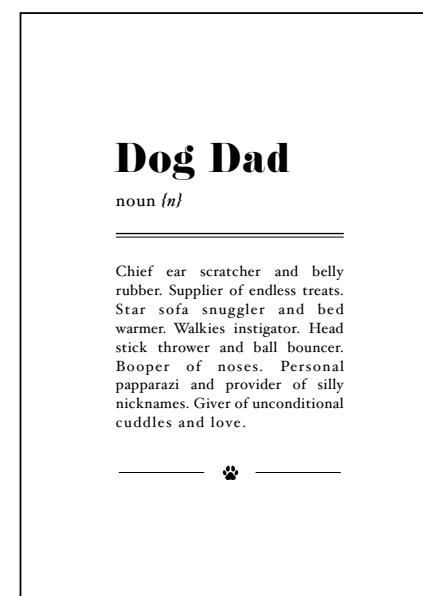 Dog Dad
noun {n}
Chief ear scratcher and belly
rubber. Supplier of endless treats.
Star sofa snuggler and bed
warmer. Walkies instigator. Head
stick thrower and ball bouncer.
Booper of noses. Personal
papparazi and provider of silly
nicknames. Giver of unconditional
cuddles and love.